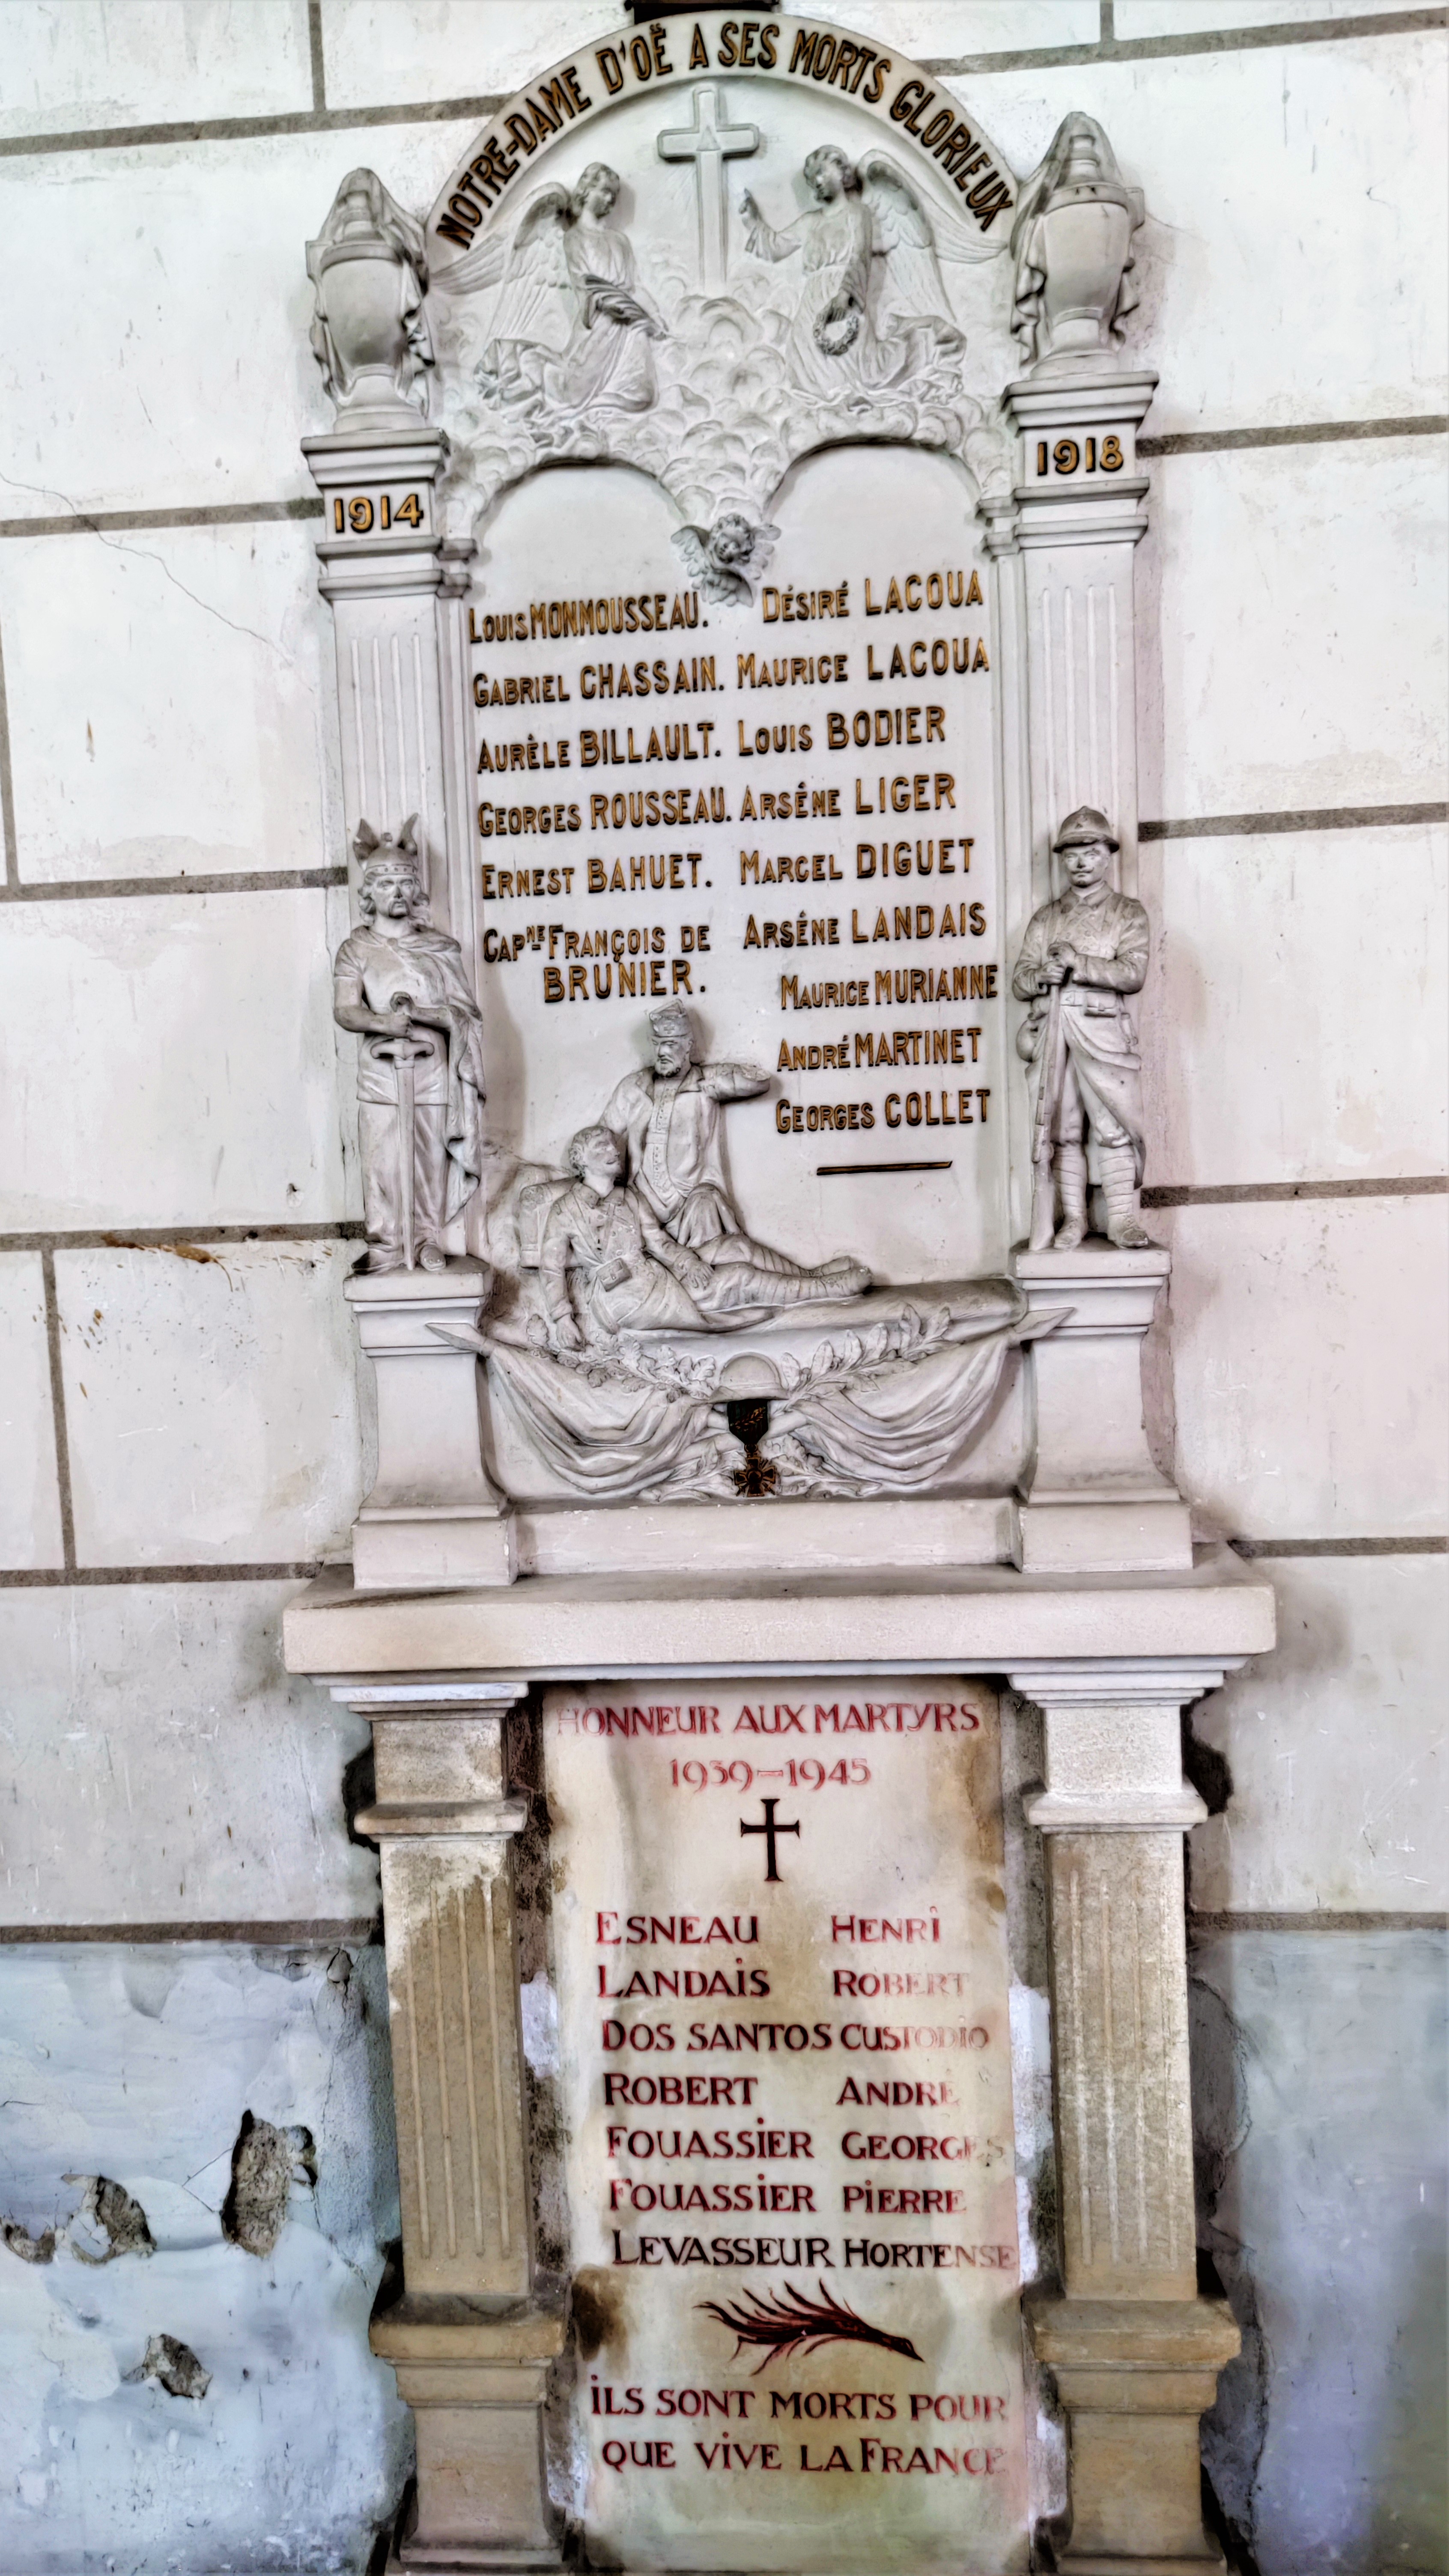 NOTRE-DAME D'OË A SES MORTS GLORIEUX
1914
1918
Louis MONMOUSSEAU.
Gabriel CHASSAIN.
Aurèle BILLAULT.
Georges ROUSSEAU.
Ernest BAHUET.
Capne François de
BRUNIER.
Désiré LACOUA
Maurice LACOUA
Louis BODIER
Arséne LIGER
Marcel DIGUET
Arséne LANDAIS
Maurice MURIANNE
André MARTINET
Georges COLLET
HONNEUR AUX MARTYRS
1939-1945
ESNEAU HENRI
LANDAIS ROBERT
DOS SANTOS CUSTODIO
ROBERT ANDRÉ
FOUASSIER GEORGES
FOUASSIER PIERRE
LEVASSEUR HORTENSE
ILS SONT MORTS POUR
QUE VIVE LA FRANCE